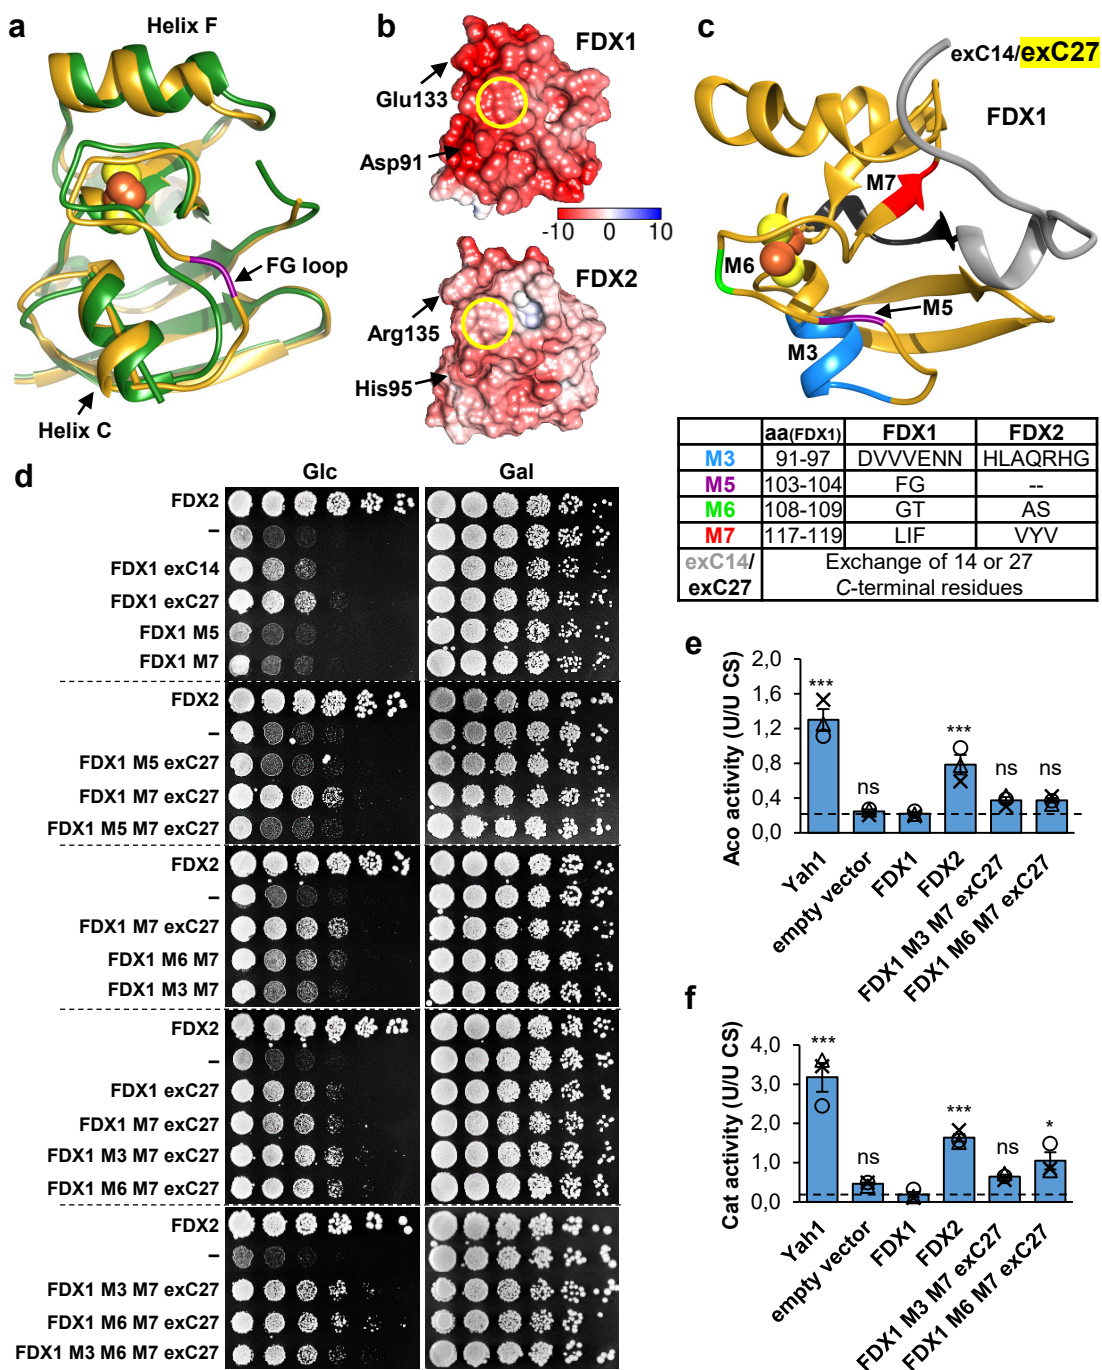 a
Helix F
FG loop
Helix C
b
FDX1
Glu133
Asp91
-10 0 10
FDX2
Arg135
His95
c
exC14/exC27
FDX1
M7
M6
M5
M3
aa(FDX1) FDX1 FDX2
M3 91-97 DVVVENN HLAQRHG
M5 103-104 FG --
M6 108-109 GT AS
M7 117-119 LIF VYV
exC14/ exC27 Exchange of 14 or 27
C-terminal residues
d
Glc Gal
FDX2
–
FDX1 exC14
FDX1 exC27
FDX1 M5
FDX1 M7
FDX2
–
FDX1 M5 exC27
FDX1 M7 exC27
FDX1 M5 M7 exC27
FDX2
–
FDX1 M7 exC27
FDX1 M6 M7
FDX1 M3 M7
FDX2
–
FDX1 exC27
FDX1 M7 exC27
FDX1 M3 M7 exC27
FDX1 M6 M7 exC27
FDX2
–
FDX1 M3 M7 exC27
FDX1 M6 M7 exC27
FDX1 M3 M6 M7 exC27
e
Aco activity (U/U CS)
2,0
1,6
1,2
0,8
0,4
0,0
***
ns
***
ns
ns
Yah1
empty vector
FDX1
FDX2
FDX1 M3 M7 exC27
FDX1 M6 M7 exC27
f
Cat activity (U/U CS)
4,0
3,0
2,0
1,0
0,0
***
ns
***
ns
*
Yah1
empty vector
FDX1
FDX2
FDX1 M3 M7 exC27
FDX1 M6 M7 exC27